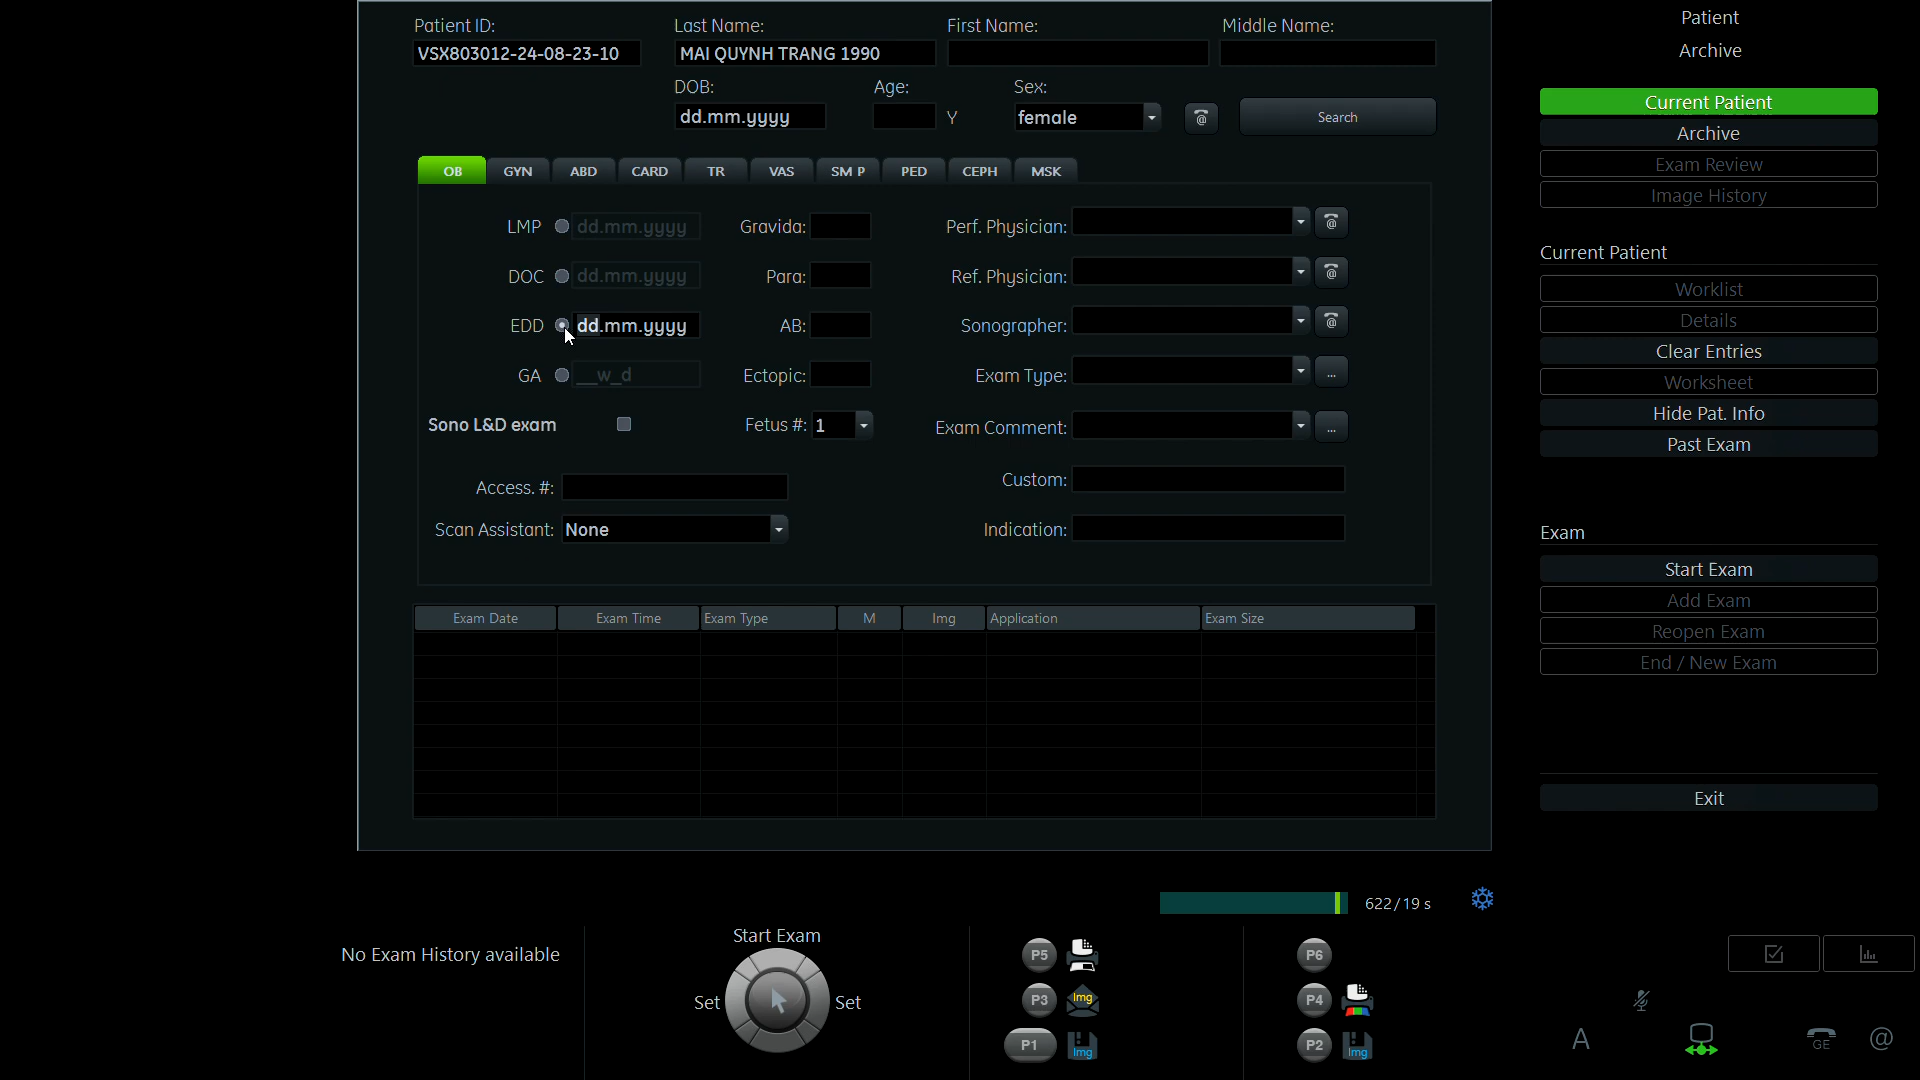 Patient ID: Last Name: First Name: Middle Name:
VSX803012-24-08-23-10 MAI QUYNH TRANG 1990
DOB: Age: Sex:
dd.mm.yyyy Y female Search
OB GYN ABD CARD TR VAS SM P PED CEPH MSK
LMP dd.mm.yyyy Gravida: Perf. Physician:
DOC dd.mm.yyyy Para: Ref. Physician:
EDD dd.mm.yyyy AB: Sonographer:
GA __w_d Ectopic: Exam Type: ...
Sono L&D exam Fetus #: 1 Exam Comment: ...
Access. #: Custom:
Scan Assistant: None Indication:
Exam Date Exam Time Exam Type M Img Application Exam Size
Patient
Archive
Current Patient
Archive
Exam Review
Image History
Current Patient
Worklist
Details
Clear Entries
Worksheet
Hide Pat. Info
Past Exam
Exam
Start Exam
Add Exam
Reopen Exam
End / New Exam
Exit
622/19 s
No Exam History available
Start Exam
Set Set
P5 P6
P3 Img P4
P1 Img P2 Img
A GE @